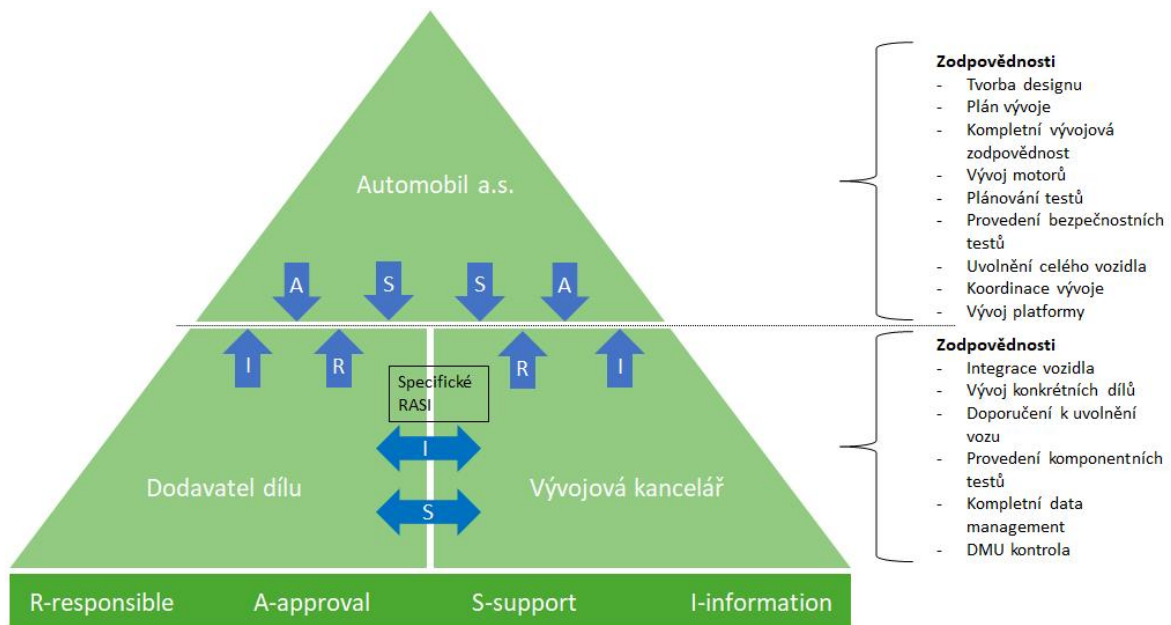 Automobil a.s.
A
S
S
A
I
R
R
I
Specifické
RASI
I
S
Dodavatel dílu
Vývojová kancelář
R-responsible
A-approval
S-support
I-information
Zodpovědnosti
- Tvorba designu
- Plán vývoje
- Kompletní vývojová
zodpovědnost
- Vývoj motorů
- Plánování testů
- Provedení bezpečnostních
testů
- Uvolnění celého vozidla
- Koordinace vývoje
- Vývoj platformy
Zodpovědnosti
- Integrace vozidla
- Vývoj konkrétních dílů
- Doporučení k uvolnění
vozu
- Provedení komponentních
testů
- Kompletní data
management
- DMU kontrola